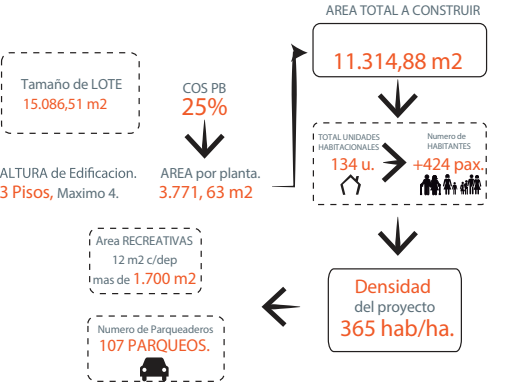 AREA TOTAL A CONSTRUIR
11.314,88 m2
Tamaño de LOTE
15.086,51 m2
COS PB
25%
ALTURA de Edificacion.
3 Pisos, Maximo 4.
AREA por planta.
3.771, 63 m2
TOTAL UNIDADES
HABITACIONALES
134 u.
Numero de
HABITANTES
+424 pax.
Area RECREATIVAS
12 m2 c/dep
mas de 1.700 m2
Densidad
del proyecto
365 hab/ha.
Numero de Parqueaderos
107 PARQUEOS.